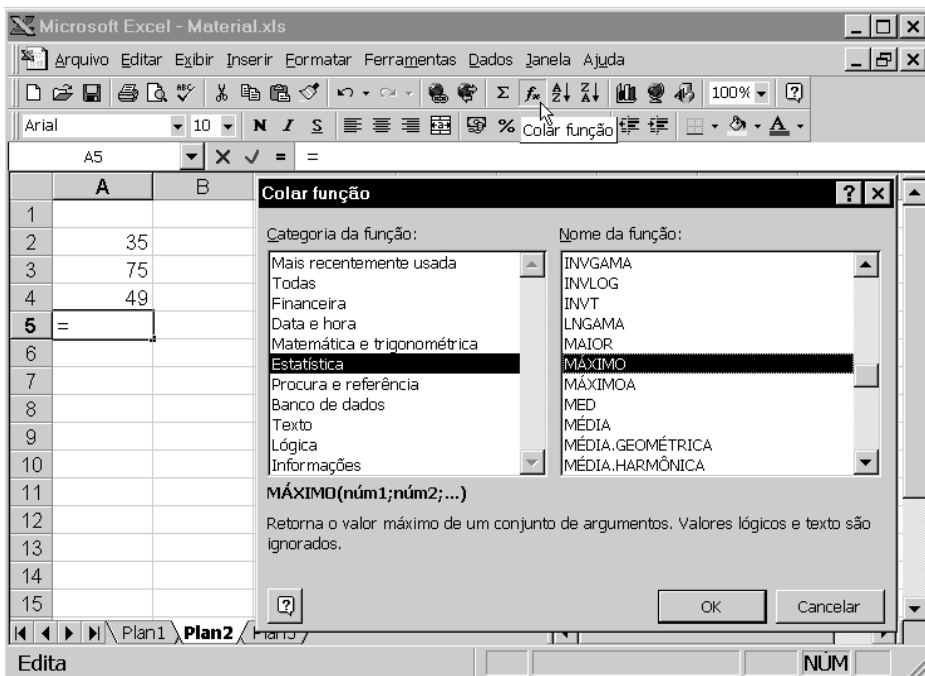 Microsoft Excel - Material.xls
Arquivo Editar Exibir Inserir Formatar Ferramentas Dados Janela Ajuda
Σ f* 100%
Arial 10 N I S % Colar função A
A5 = =
A B
Colar função
1
2 35
3 75
4 49
5 =
6
7
8
9
10
11
12
13
14
15
Categoria da função:
Mais recentemente usada
Todas
Financeira
Data e hora
Matemática e trigonométrica
Estatística
Procura e referência
Banco de dados
Texto
Lógica
Informações
Nome da função:
INVGAMA
INVLOG
INVT
LNGAMA
MAIOR
MÁXIMO
MÁXIMOA
MED
MÉDIA
MÉDIA.GEOMÉTRICA
MÉDIA.HARMÔNICA
MÁXIMO(núm1;núm2;...)
Retorna o valor máximo de um conjunto de argumentos. Valores lógicos e texto são
ignorados.
OK Cancelar
Plan1 Plan2
Edita NÚM